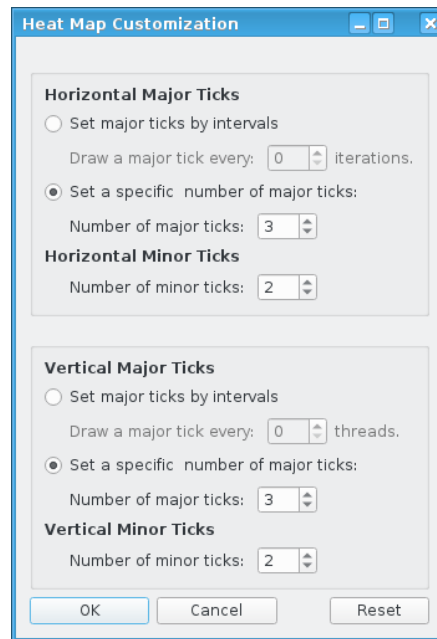 Heat Map Customization
Horizontal Major Ticks
Set major ticks by intervals
Draw a major tick every: 0 iterations.
Set a specific number of major ticks:
Number of major ticks: 3
Horizontal Minor Ticks
Number of minor ticks: 2
Vertical Major Ticks
Set major ticks by intervals
Draw a major tick every: 0 threads.
Set a specific number of major ticks:
Number of major ticks: 3
Vertical Minor Ticks
Number of minor ticks: 2
OK Cancel Reset